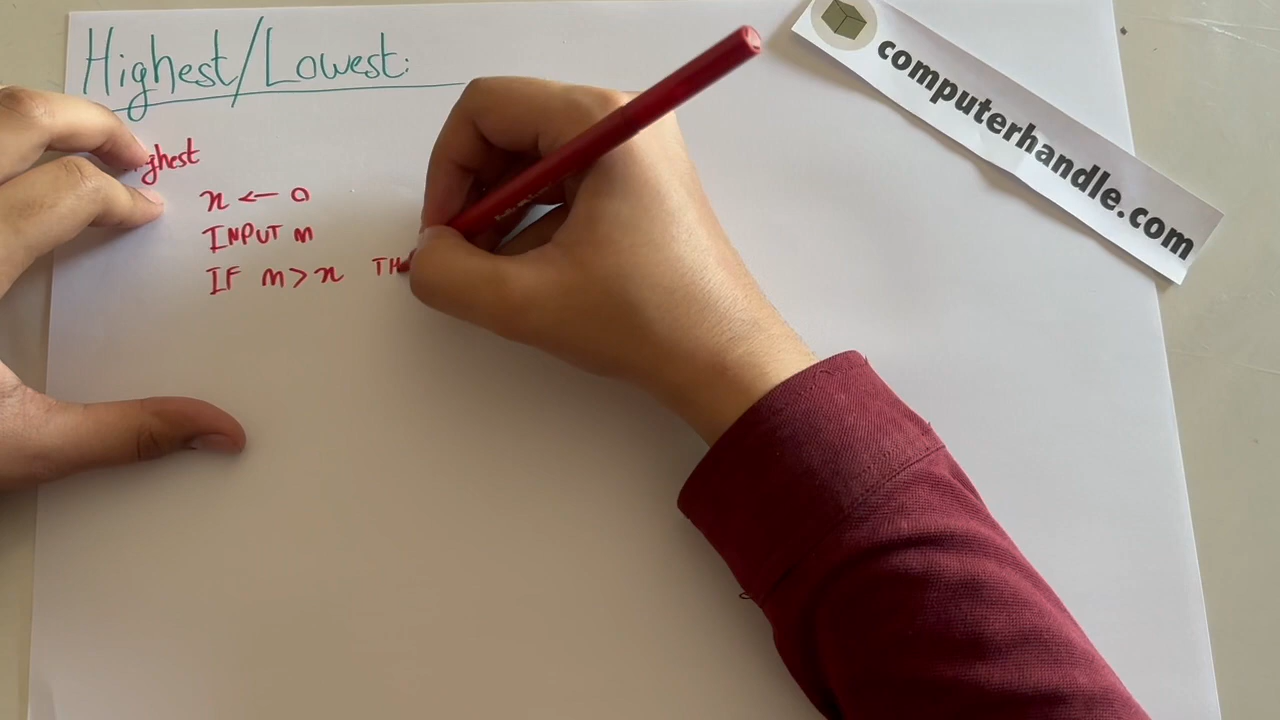 Highest/Lowest:
computerhandle.com
ghest
n ← 0
INPUT m
IF m > n TH